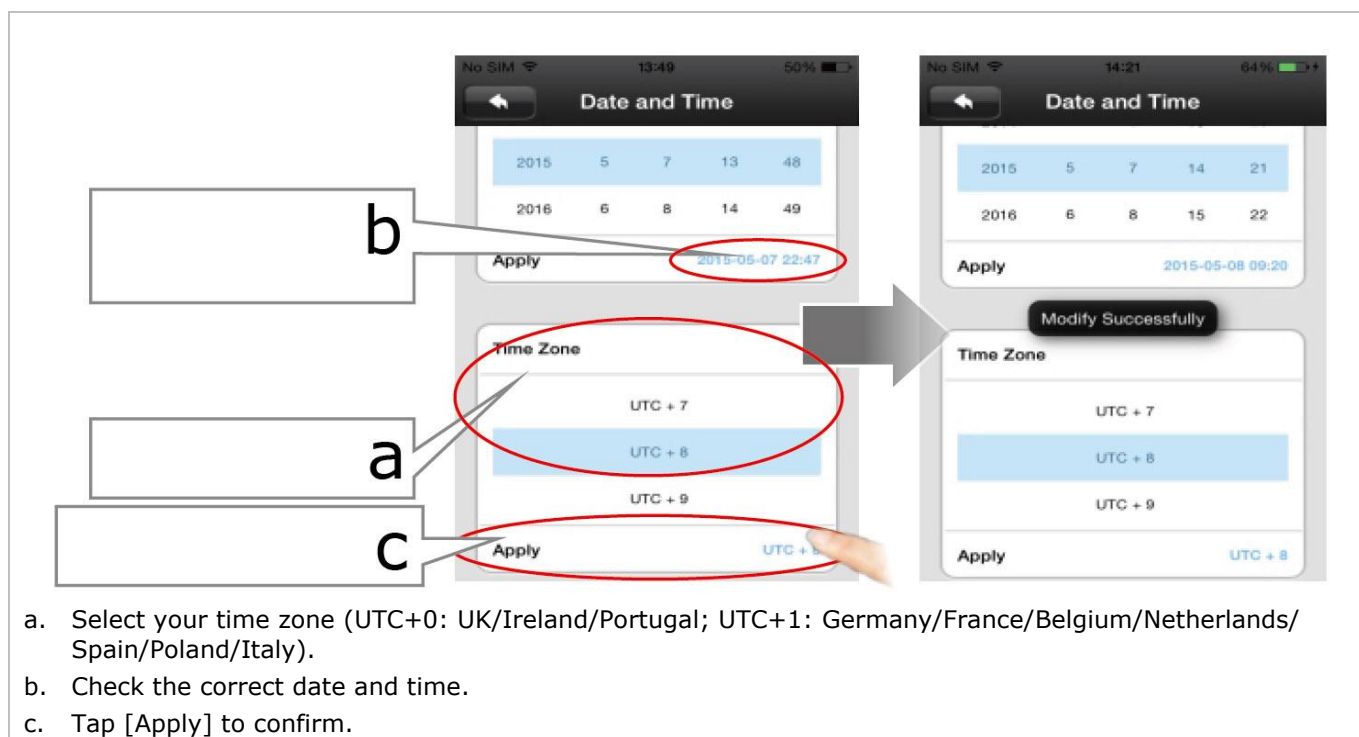 No SIM 13:49 50%
Date and Time
2015 5 7 13 48
2016 6 8 14 49
Apply 2015-05-07 22:47
Time Zone
UTC + 7
UTC + 8
UTC + 9
Apply UTC +
b
a
c
No SIM 14:21 64%
Date and Time
2015 5 7 14 21
2016 6 8 15 22
Apply 2015-05-08 09:20
Modify Successfully
Time Zone
UTC + 7
UTC + 8
UTC + 9
Apply UTC + 8
a. Select your time zone (UTC+0: UK/Ireland/Portugal; UTC+1: Germany/France/Belgium/Netherlands/
Spain/Poland/Italy).
b. Check the correct date and time.
c. Tap [Apply] to confirm.